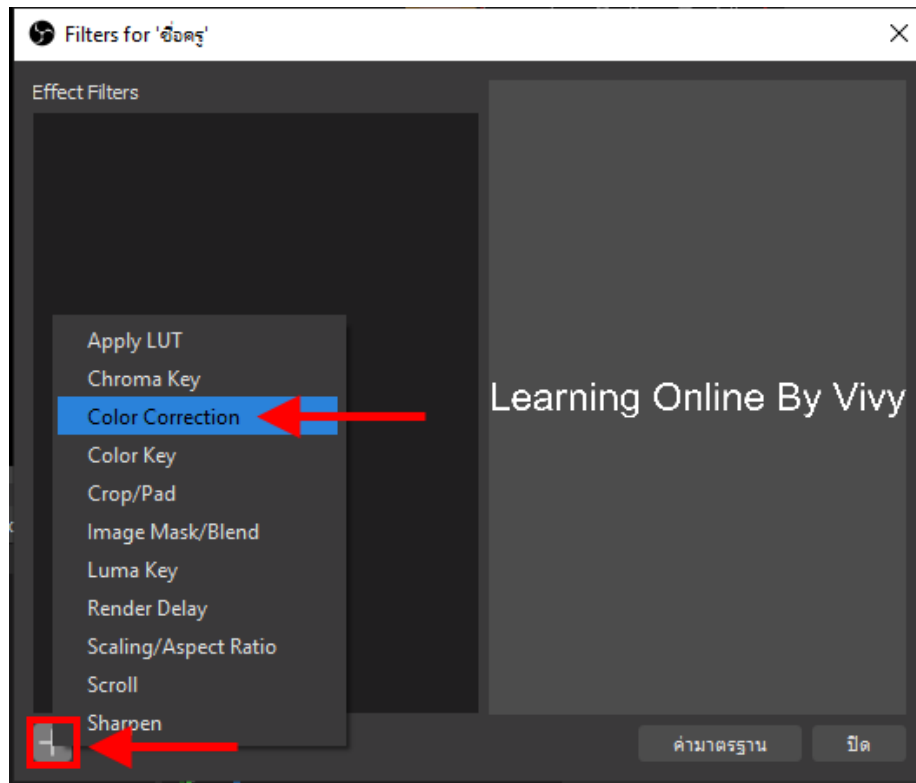 Filters for 'ชื่อครู'
Effect Filters
Apply LUT
Chroma Key
Color Correction
Color Key
Crop/Pad
Image Mask/Blend
Luma Key
Render Delay
Scaling/Aspect Ratio
Scroll
Sharpen
Learning Online By Vivy
ค่ามาตรฐาน
ปิด